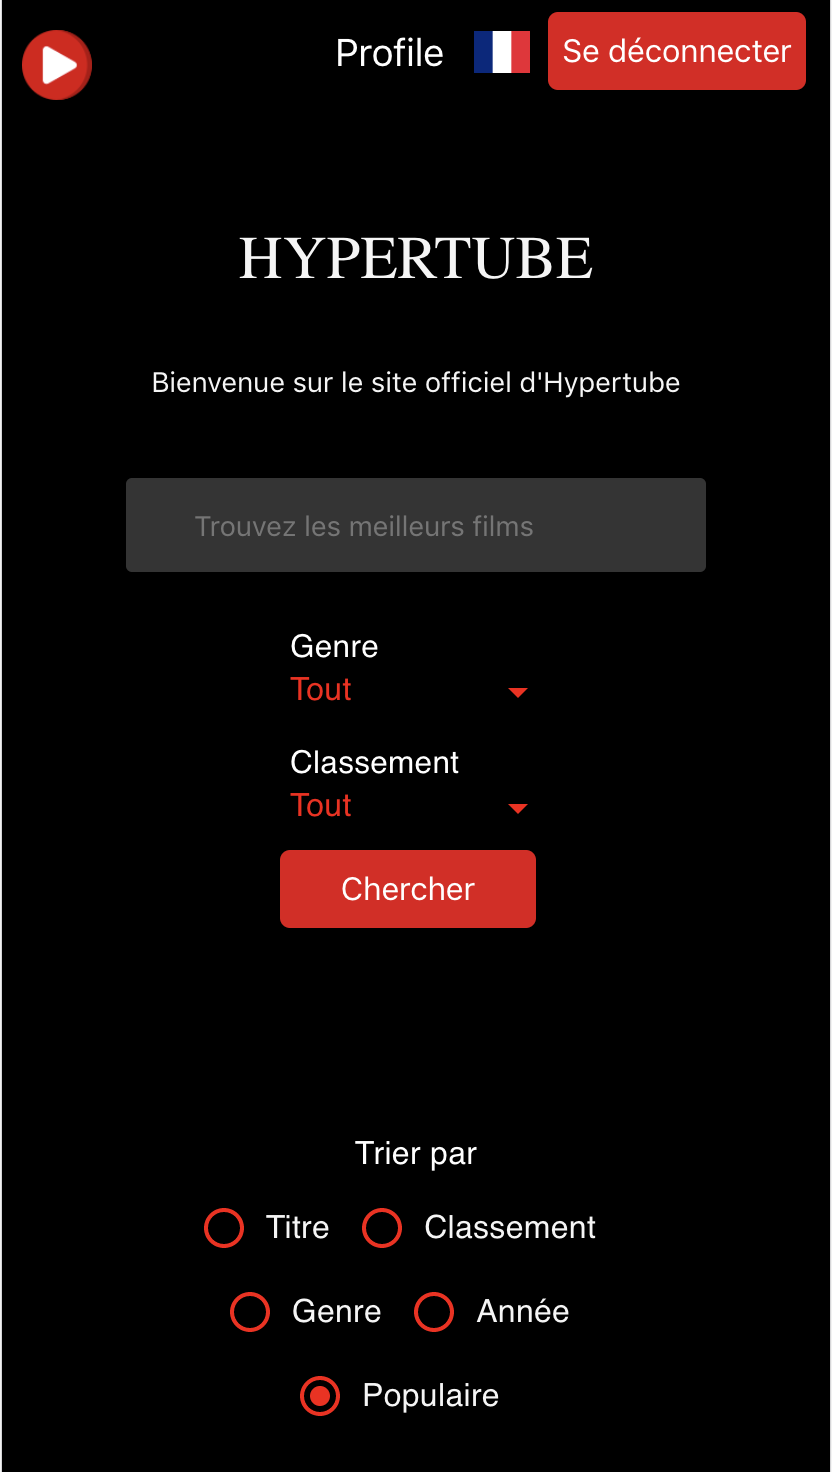 Profile Se déconnecter
HYPERTUBE
Bienvenue sur le site officiel d'Hypertube
Trouvez les meilleurs films
Genre
Tout
Classement
Tout
Chercher
Trier par
Titre Classement
Genre Année
Populaire